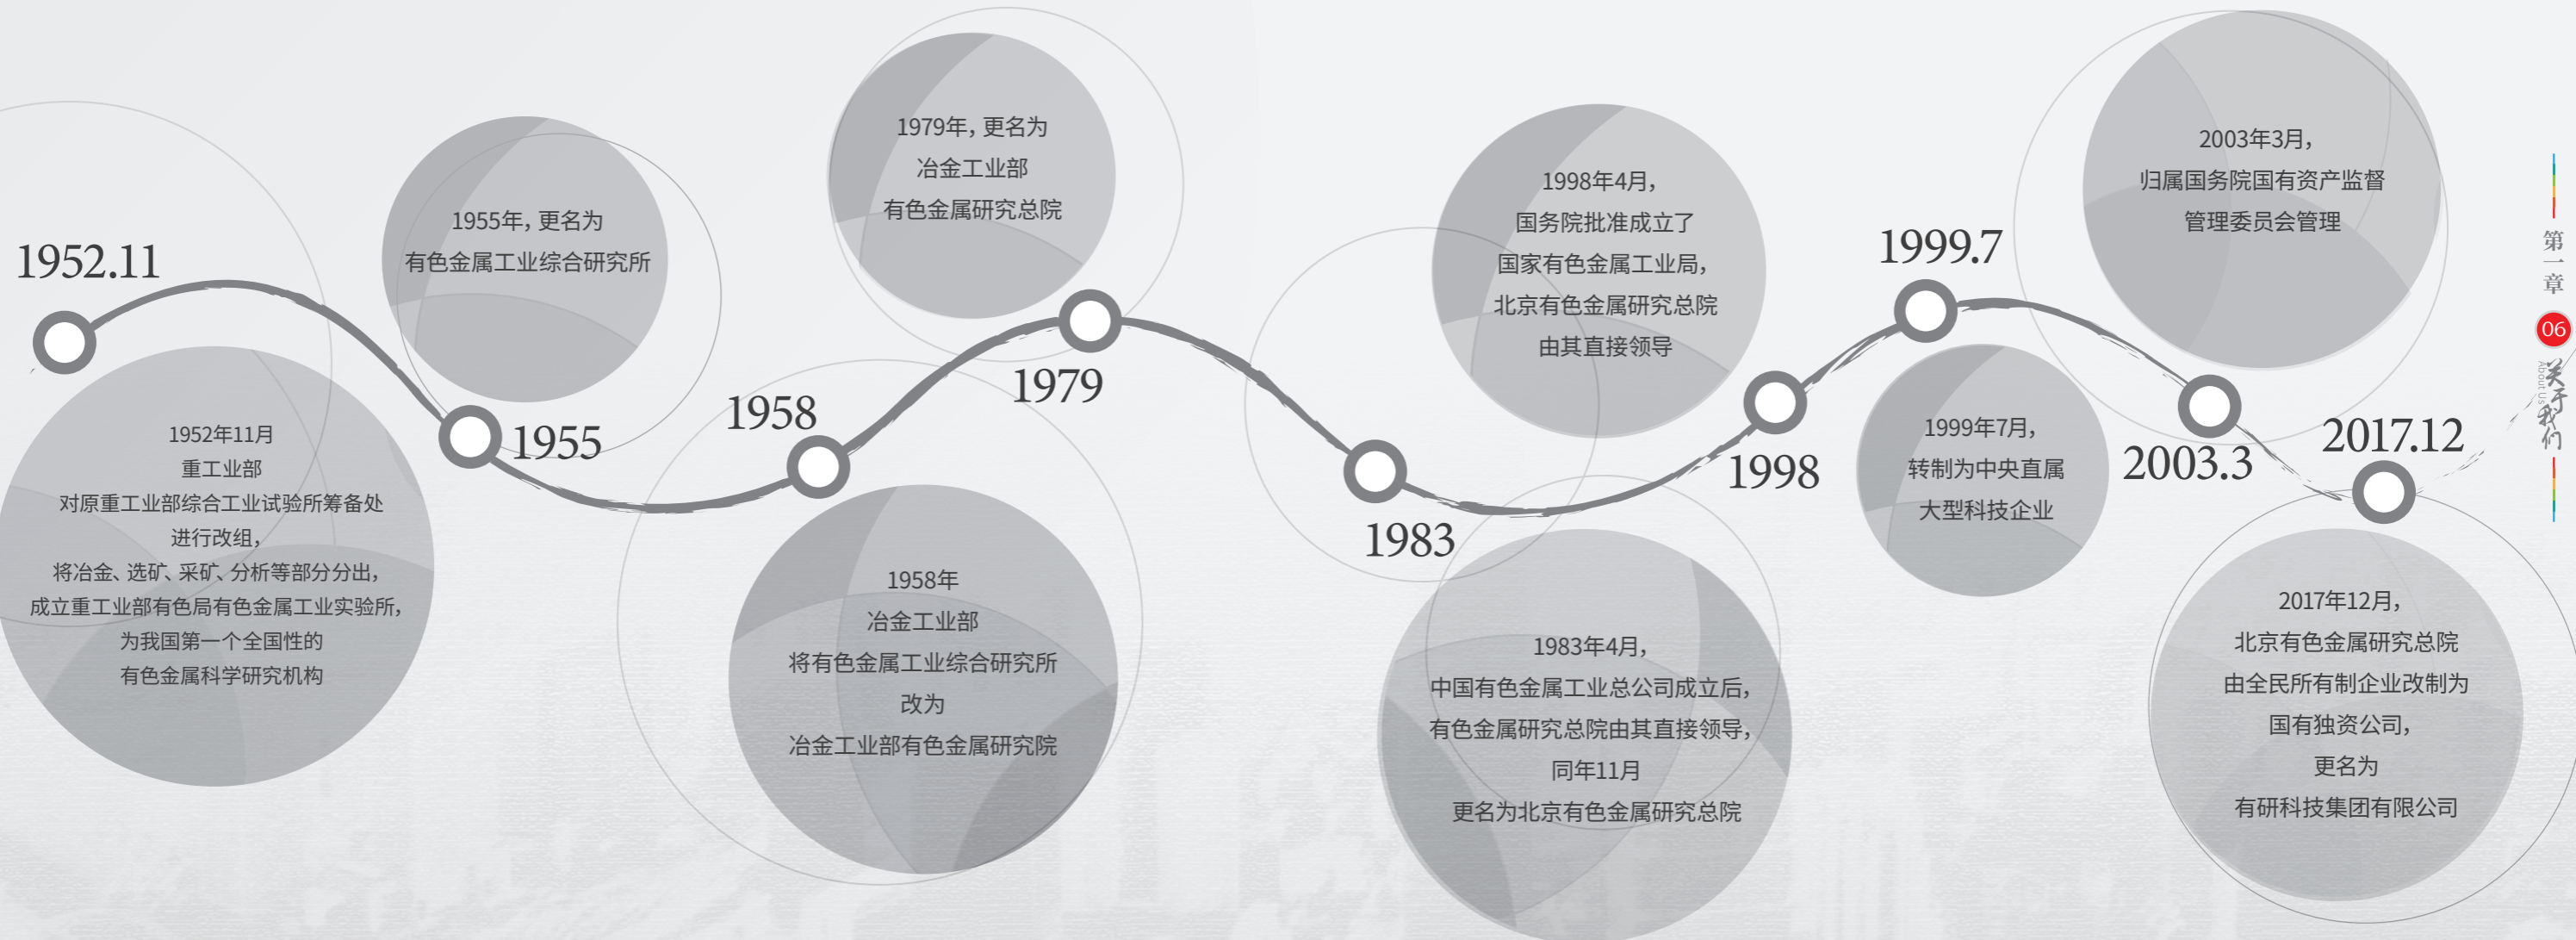 1952.11
1952年11月
重工业部
对原重工业部综合工业试验所筹备处
进行改组，
将冶金、选矿、采矿、分析等部分分出，
成立重工业部有色局有色金属工业实验所，
为我国第一个全国性的
有色金属科学研究机构
1955
1955年，更名为
有色金属工业综合研究所
1958
1958年
冶金工业部
将有色金属工业综合研究所
改为
冶金工业部有色金属研究院
1979
1979年，更名为
冶金工业部
有色金属研究总院
1983
1983年4月，
中国有色金属工业总公司成立后，
有色金属研究总院由其直接领导，
同年11月
更名为北京有色金属研究总院
1998
1998年4月，
国务院批准成立了
国家有色金属工业局，
北京有色金属研究总院
由其直接领导
1999.7
1999年7月，
转制为中央直属
大型科技企业
2003.3
2003年3月，
归属国务院国有资产监督
管理委员会管理
2017.12
2017年12月，
北京有色金属研究总院
由全民所有制企业改制为
国有独资公司，
更名为
有研科技集团有限公司
第一章
06
关于我们
About Us